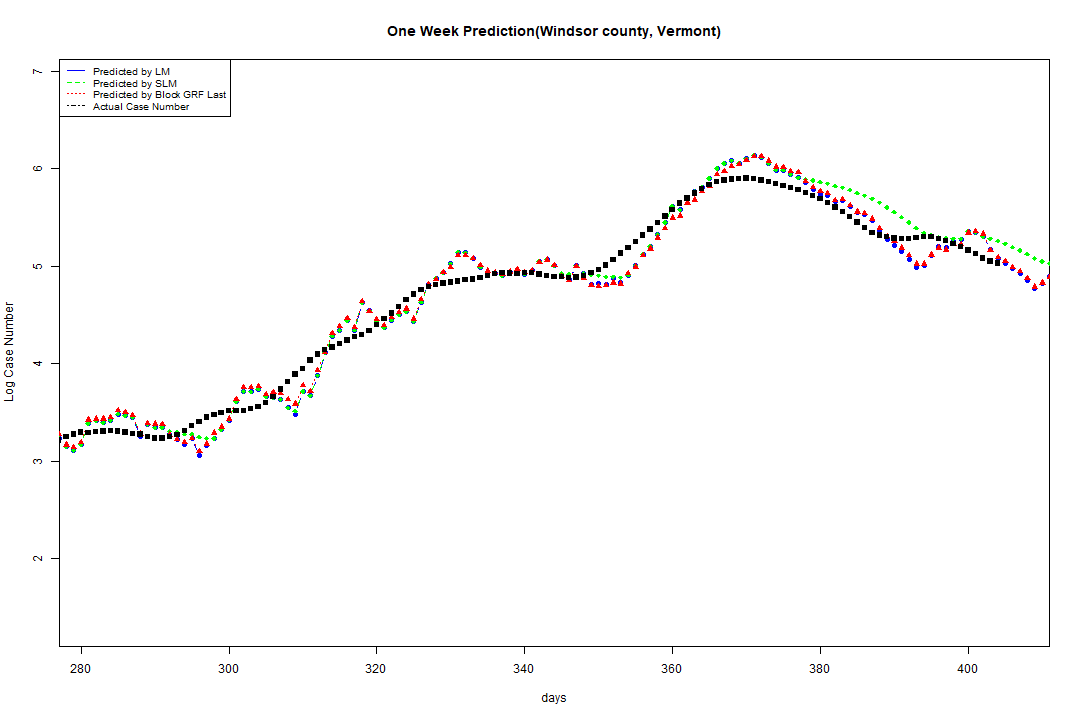 One Week Prediction(Windsor county, Vermont)
Predicted by LM
Predicted by SLM
Predicted by Block GRF Last
Actual Case Number
7
6
5
4
3
2
Log Case Number
280 300 320 340 360 380 400
days